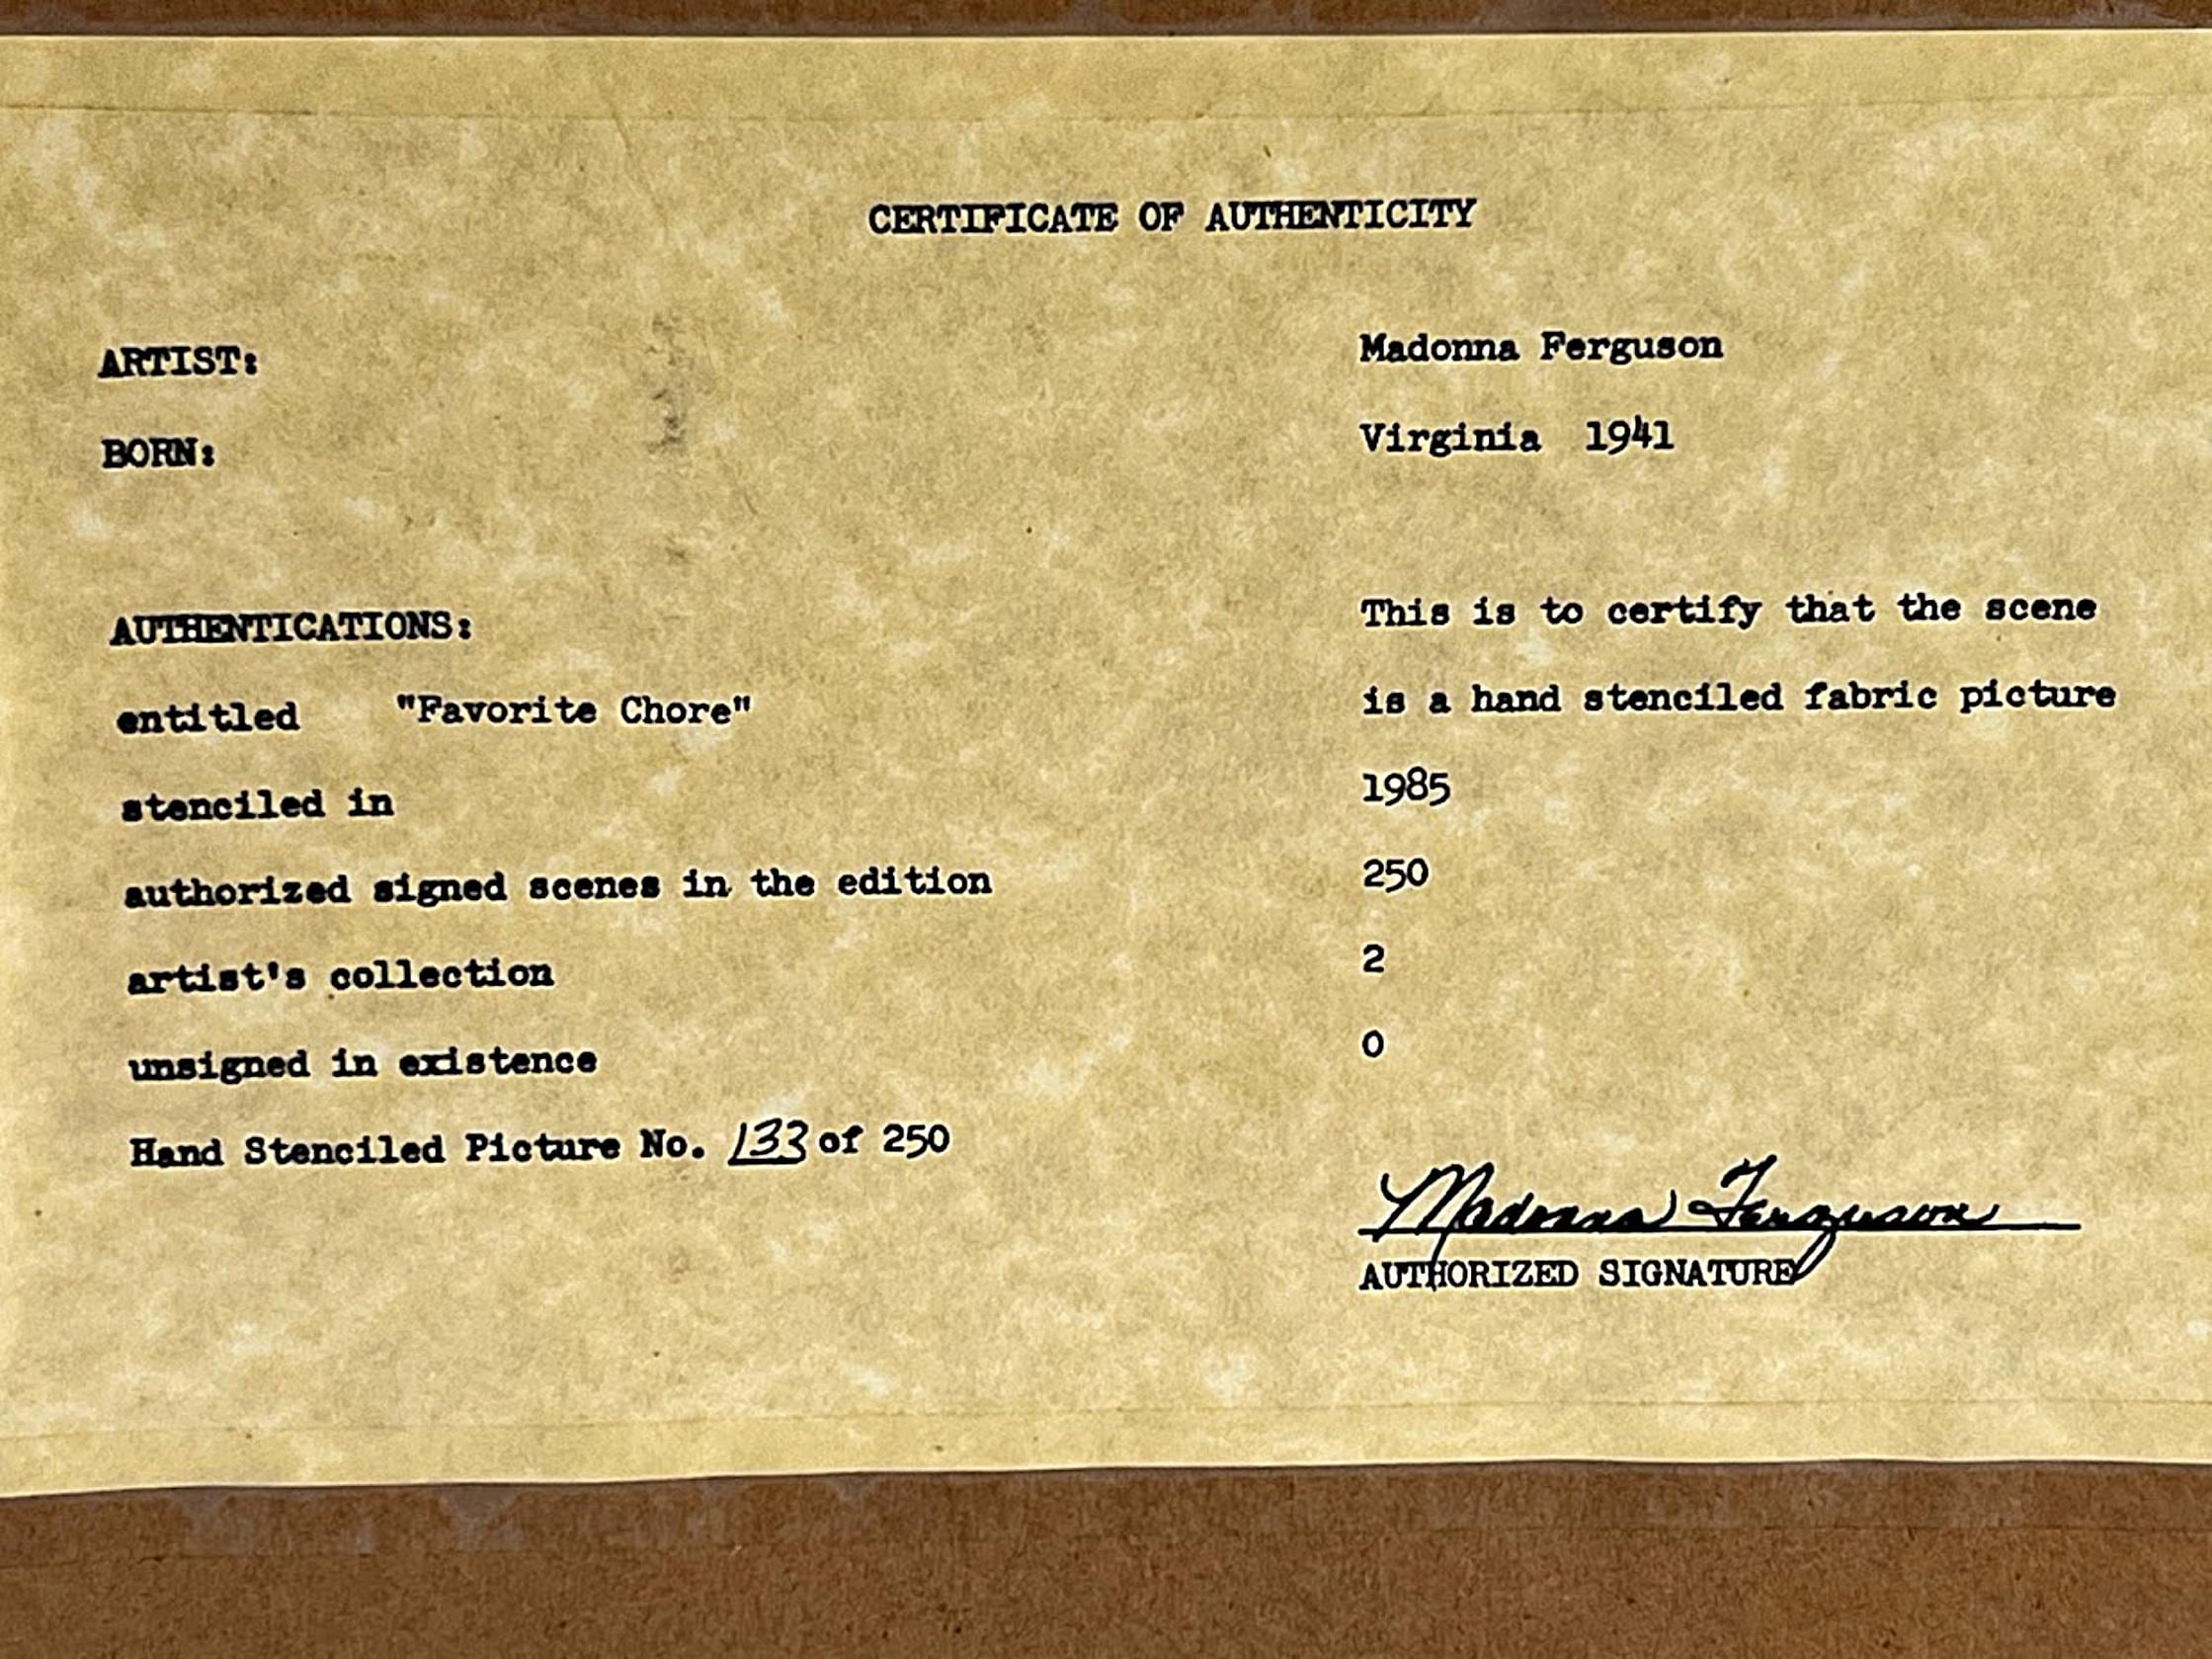 CERTIFICATE OF AUTHENTICITY
ARTIST: Madonna Ferguson
BORN: Virginia 1941
AUTHENTICATIONS: This is to certify that the scene
entitled "Favorite Chore" is a hand stenciled fabric picture
stenciled in 1985
authorized signed scenes in the edition 250
artist's collection 2
unsigned in existence 0
Hand Stenciled Picture No. 133 of 250
Madonna Ferguson
AUTHORIZED SIGNATURE